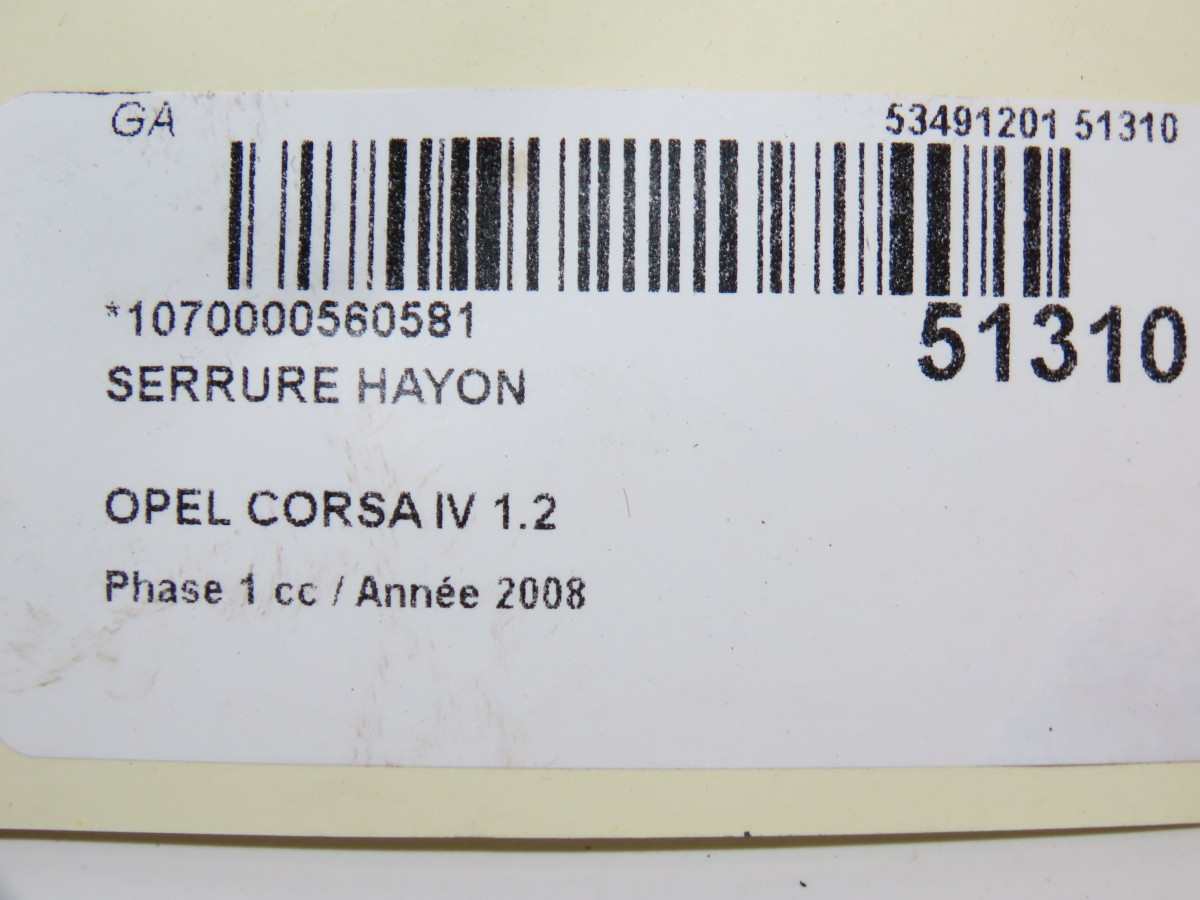 GA 53491201 51310
*1070000560581 51310
SERRURE HAYON
OPEL CORSA IV 1.2
Phase 1 cc / Année 2008